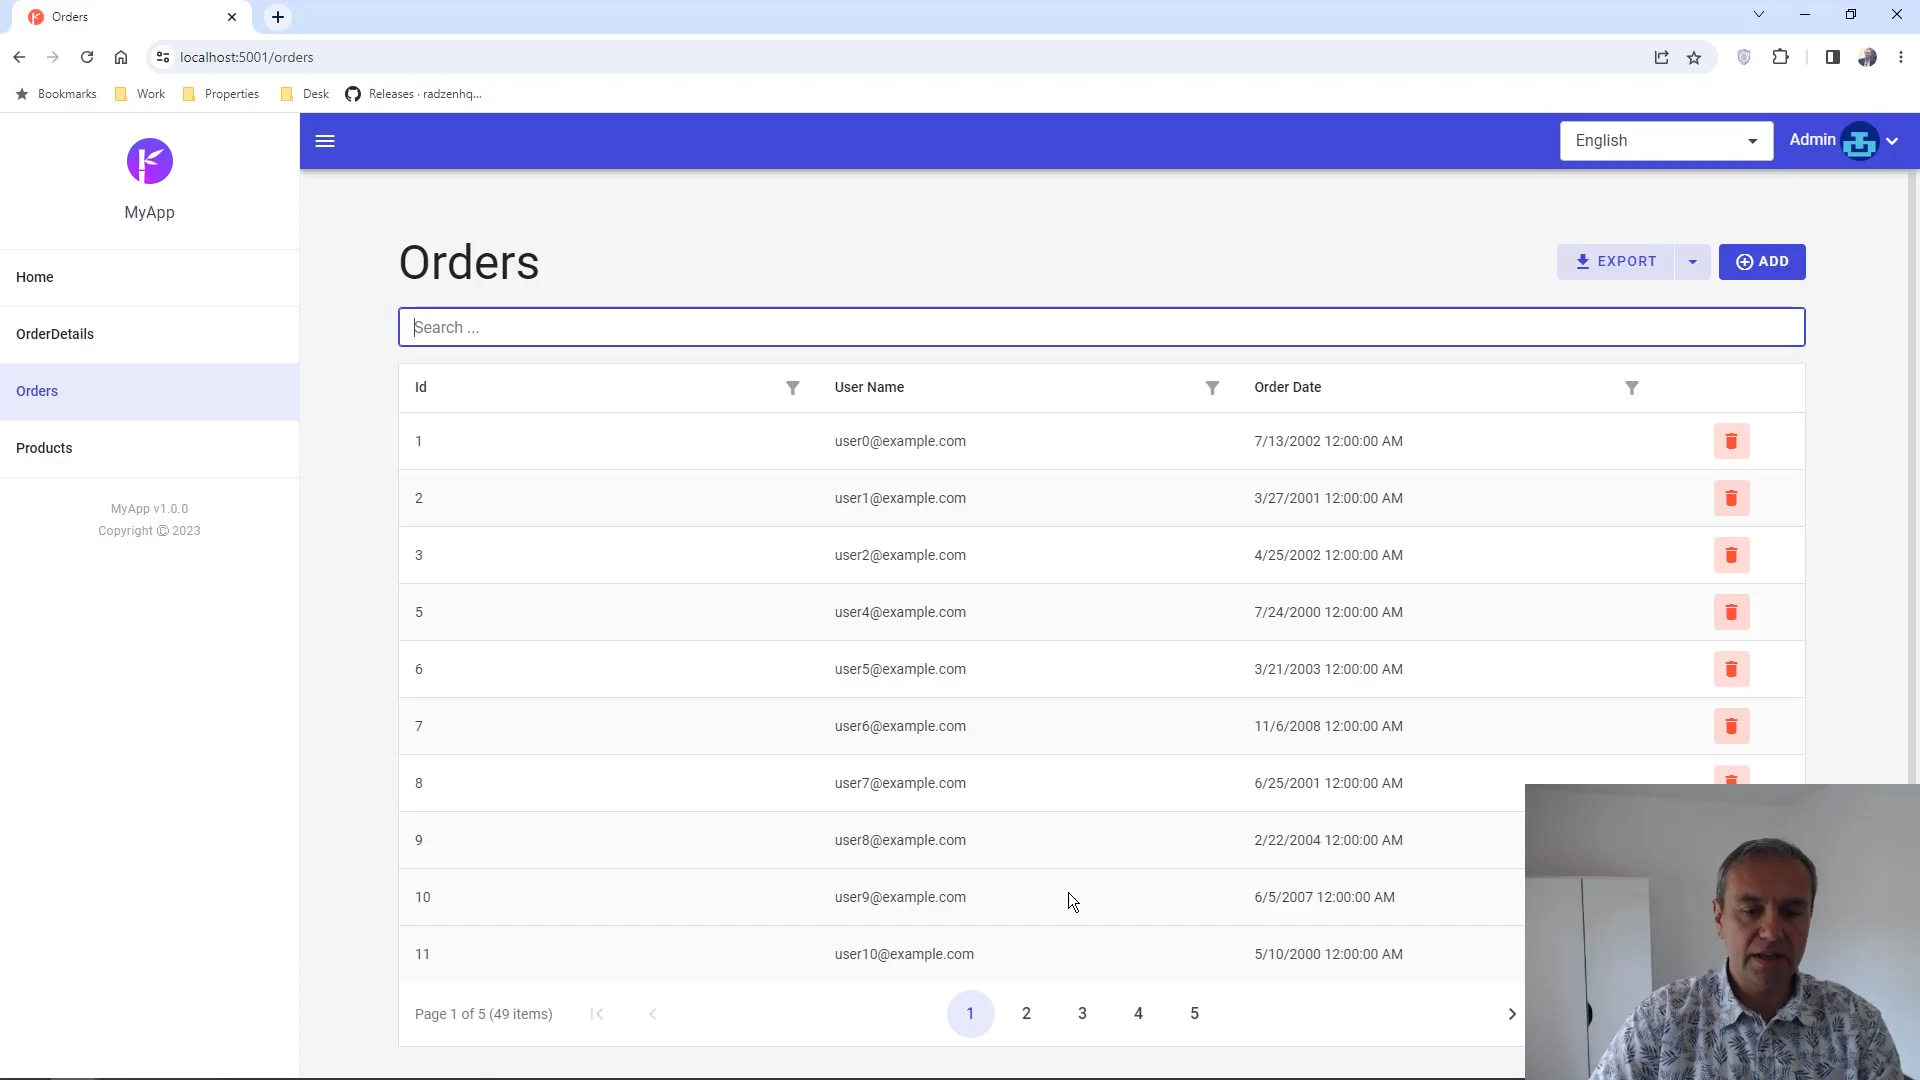 Orders
localhost:5001/orders
Bookmarks
Work
Properties
Desk
Releases · radzenhq...
MyApp
English
Admin
Home
OrderDetails
Orders
Products
MyApp v1.0.0
Copyright © 2023
Orders
EXPORT
ADD
Search ...
Id User Name Order Date
1 user0@example.com 7/13/2002 12:00:00 AM
2 user1@example.com 3/27/2001 12:00:00 AM
3 user2@example.com 4/25/2002 12:00:00 AM
5 user4@example.com 7/24/2000 12:00:00 AM
6 user5@example.com 3/21/2003 12:00:00 AM
7 user6@example.com 11/6/2008 12:00:00 AM
8 user7@example.com 6/25/2001 12:00:00 AM
9 user8@example.com 2/22/2004 12:00:00 AM
10 user9@example.com 6/5/2007 12:00:00 AM
11 user10@example.com 5/10/2000 12:00:00 AM
Page 1 of 5 (49 items) 1 2 3 4 5